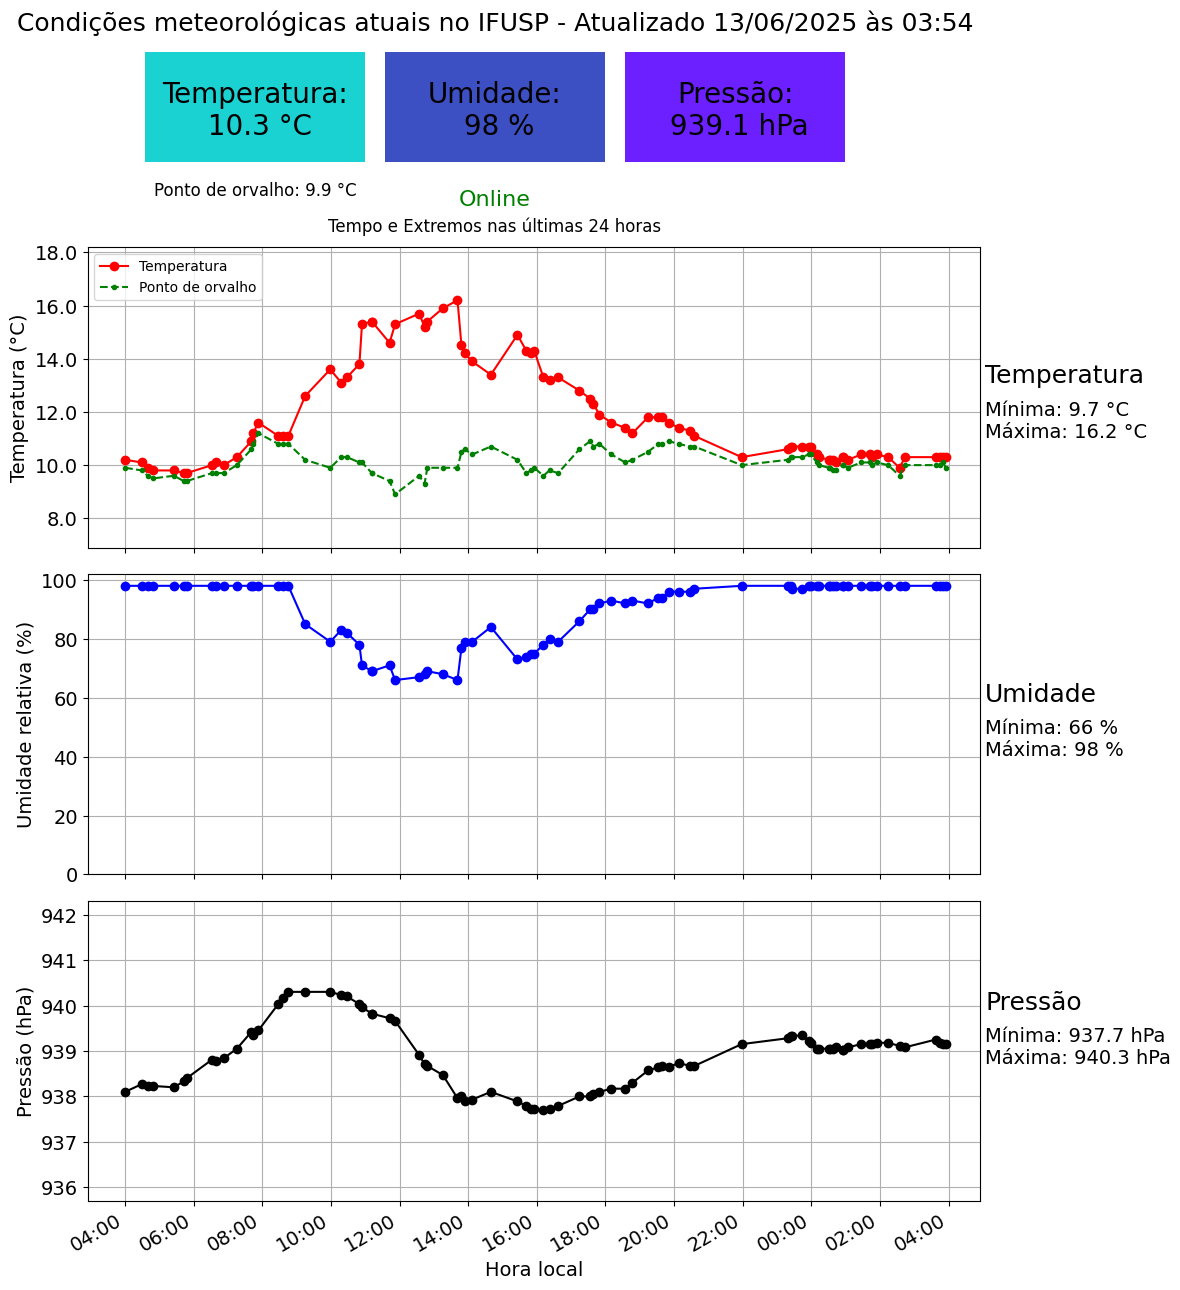 Condições meteorológicas atuais no IFUSP - Atualizado 13/06/2025 às 03:54
Temperatura:
10.3 °C
Umidade:
98 %
Pressão:
939.1 hPa
Ponto de orvalho: 9.9 °C
Online
Tempo e Extremos nas últimas 24 horas
Temperatura (°C)
18.0
16.0
14.0
12.0
10.0
8.0
Temperatura
Ponto de orvalho
Temperatura
Mínima: 9.7 °C
Máxima: 16.2 °C
Umidade relativa (%)
100
80
60
40
20
0
Umidade
Mínima: 66 %
Máxima: 98 %
Pressão (hPa)
942
941
940
939
938
937
936
Pressão
Mínima: 937.7 hPa
Máxima: 940.3 hPa
04:00
06:00
08:00
10:00
12:00
14:00
16:00
18:00
20:00
22:00
00:00
02:00
04:00
Hora local